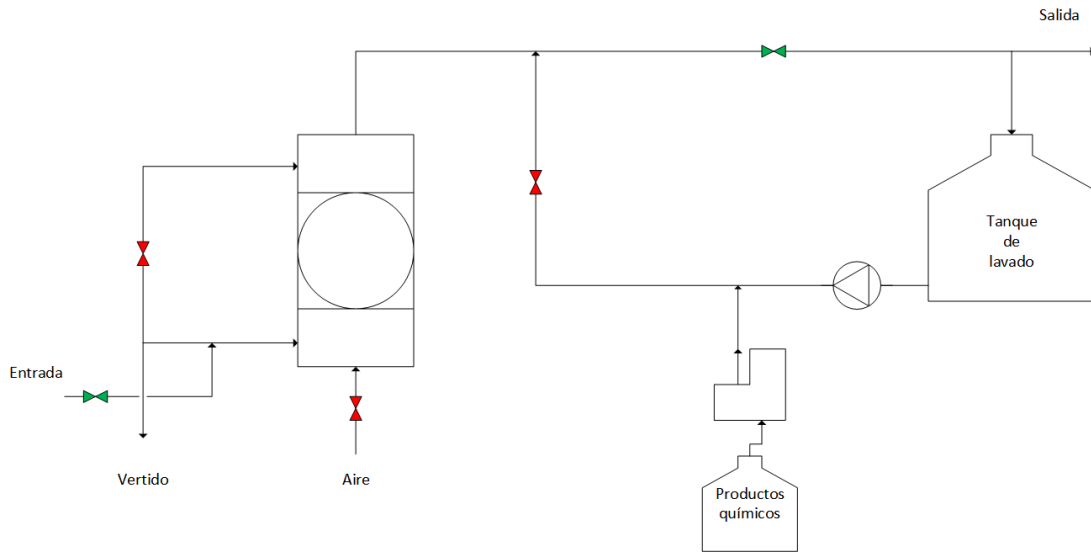 Salida
Tanque
de
lavado
Entrada
Vertido
Aire
Productos
químicos